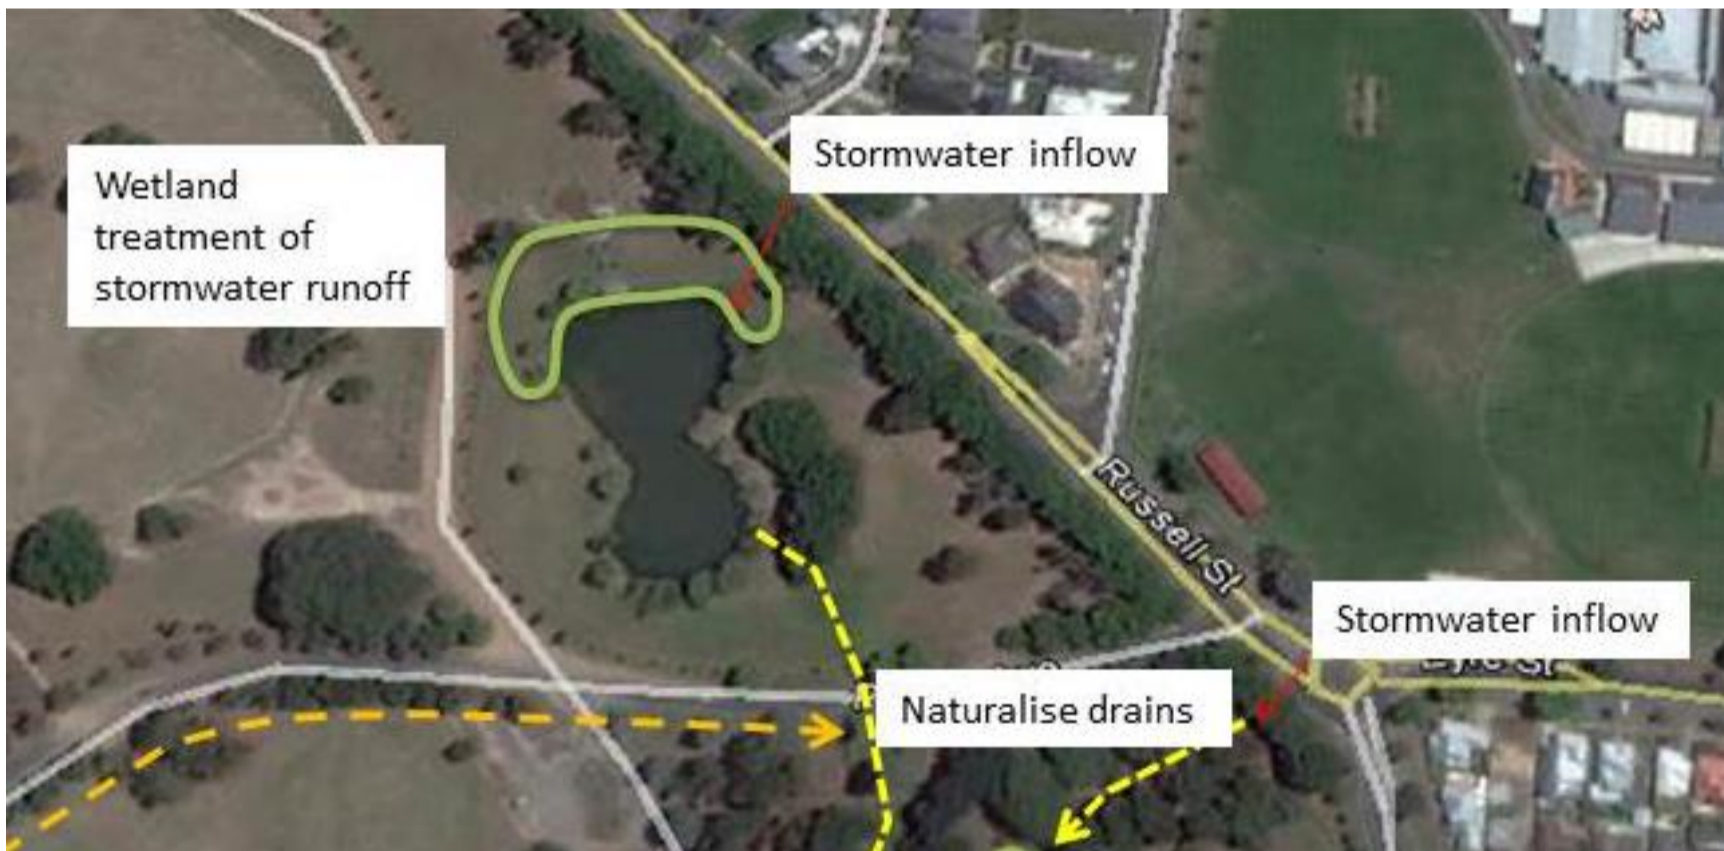 Stormwater inflow
Wetland
treatment of
stormwater runoff
Russell St
Stormwater inflow
Naturalise drains